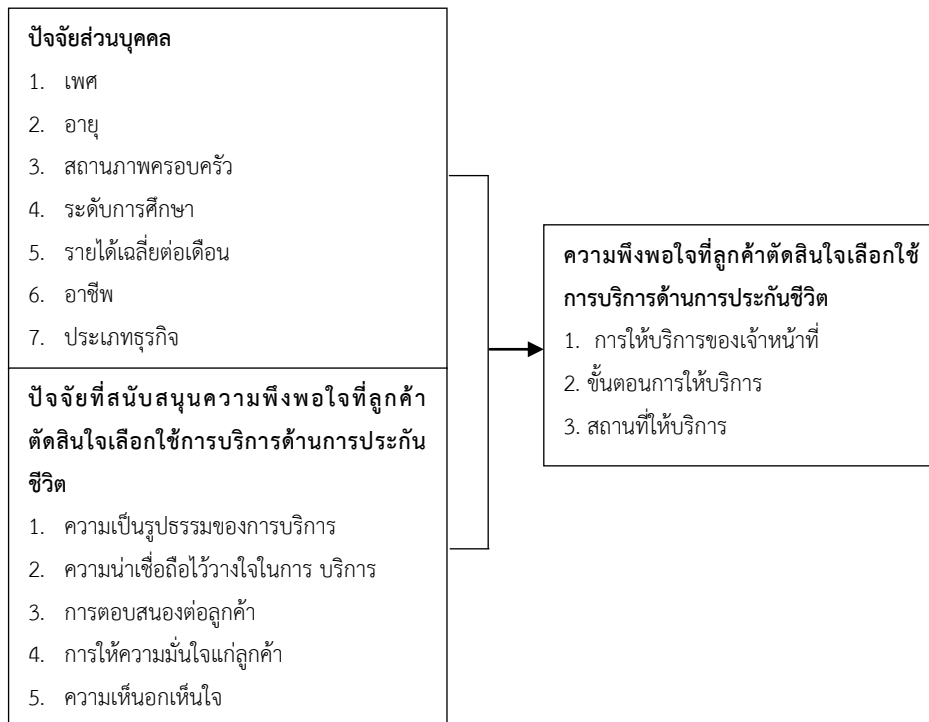 ปัจจัยส่วนบุคคล
1. เพศ
2. อายุ
3. สถานภาพครอบครัว
4. ระดับการศึกษา
5. รายได้เฉลี่ยต่อเดือน
6. อาชีพ
7. ประเภทธุรกิจ
ปัจจัยที่สนับสนุนความพึงพอใจที่ลูกค้า
ตัดสินใจเลือกใช้การบริการด้านการประกัน
ชีวิต
1. ความเป็นรูปธรรมของการบริการ
2. ความน่าเชื่อถือไว้วางใจในการ บริการ
3. การตอบสนองต่อลูกค้า
4. การให้ความมั่นใจแก่ลูกค้า
5. ความเห็นอกเห็นใจ
ความพึงพอใจที่ลูกค้าตัดสินใจเลือกใช้
การบริการด้านการประกันชีวิต
1. การให้บริการของเจ้าหน้าที่
2. ขั้นตอนการให้บริการ
3. สถานที่ให้บริการ